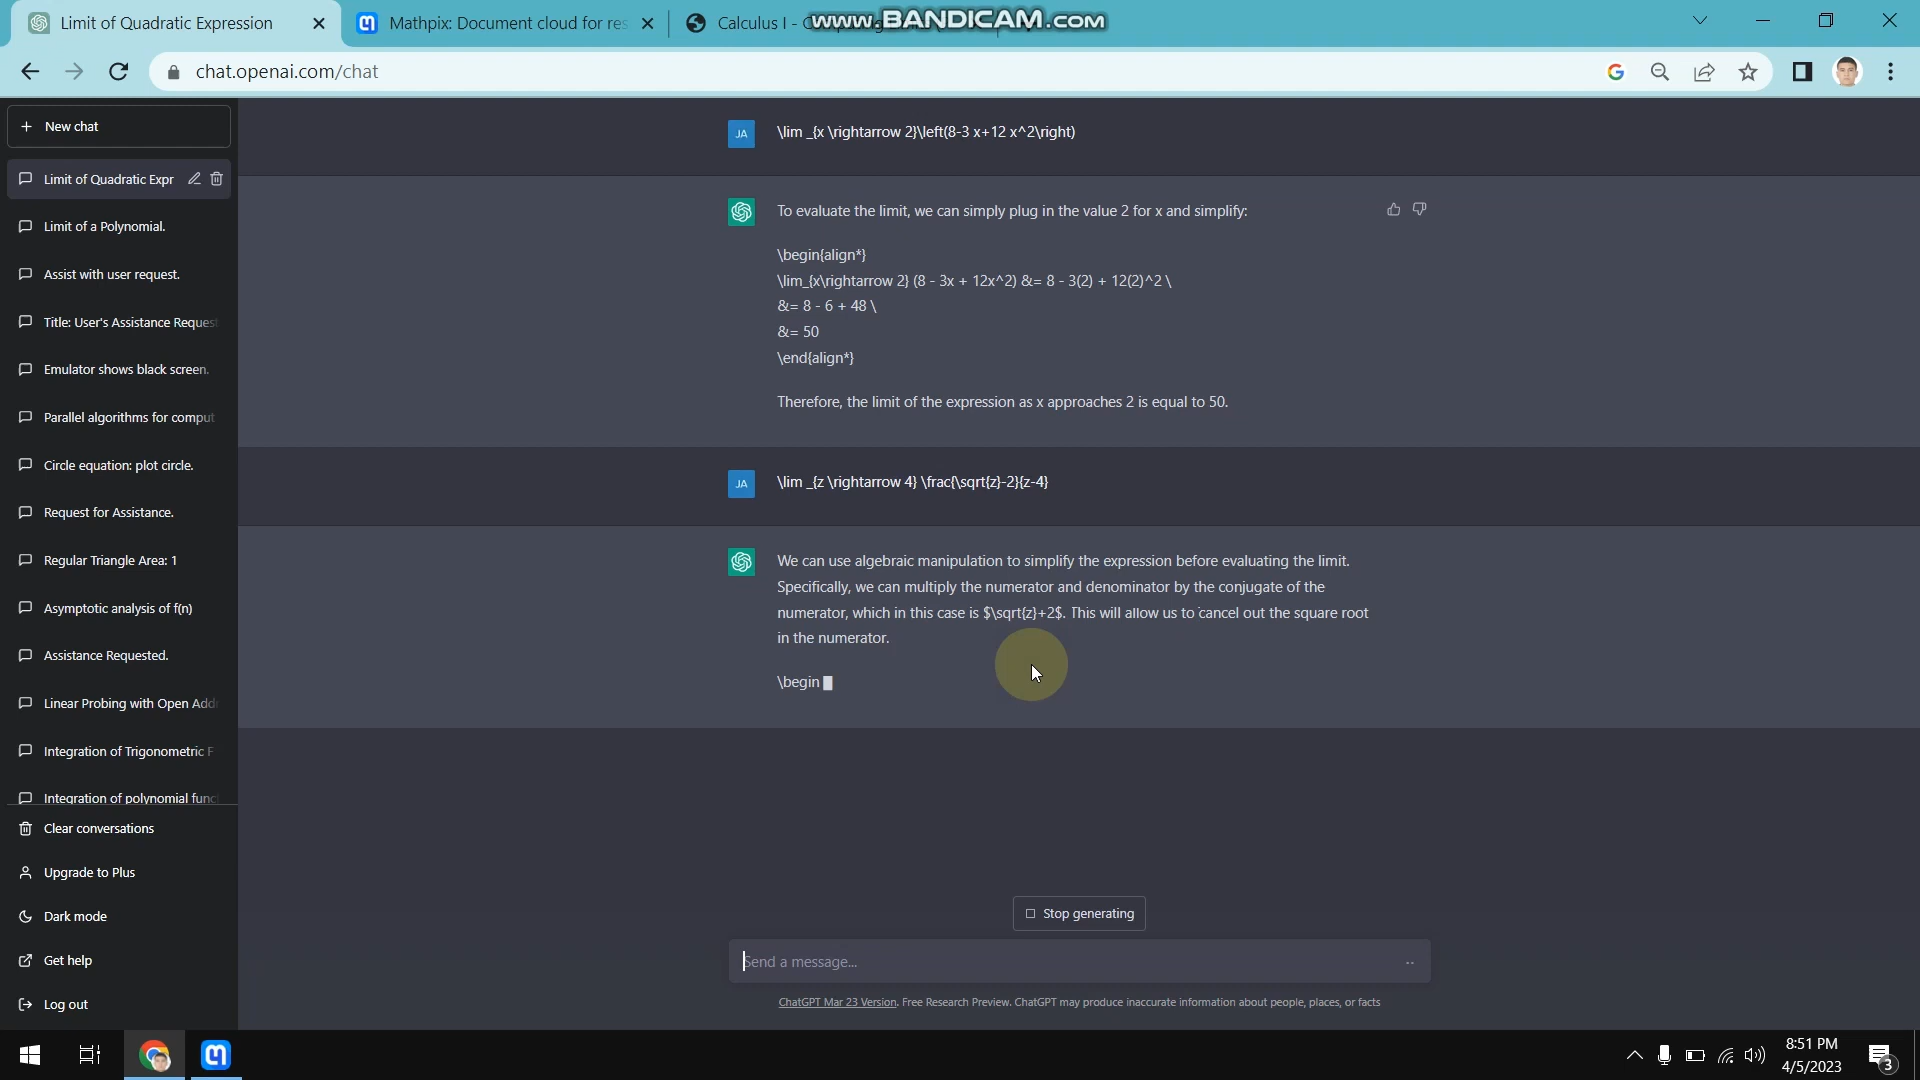 Limit of Quadratic Expression
Mathpix: Document cloud for res
Calculus I - C
www.BANDICAM.com
chat.openai.com/chat
New chat
Limit of Quadratic Expr
Limit of a Polynomial.
Assist with user request.
Title: User's Assistance Request
Emulator shows black screen.
Parallel algorithms for comput
Circle equation: plot circle.
Request for Assistance.
Regular Triangle Area: 1
Asymptotic analysis of f(n)
Assistance Requested.
Linear Probing with Open Addr
Integration of Trigonometric F
Integration of polynomial func
Clear conversations
Upgrade to Plus
Dark mode
Get help
Log out
JA
\lim _{x \rightarrow 2}\left(8-3 x+12 x^2\right)
To evaluate the limit, we can simply plug in the value 2 for x and simplify:
\begin{align*}
\lim_{x\rightarrow 2} (8 - 3x + 12x^2) &= 8 - 3(2) + 12(2)^2 \
&= 8 - 6 + 48 \
&= 50
\end{align*}
Therefore, the limit of the expression as x approaches 2 is equal to 50.
JA
\lim _{z \rightarrow 4} \frac{\sqrt{z}-2}{z-4}
We can use algebraic manipulation to simplify the expression before evaluating the limit.
Specifically, we can multiply the numerator and denominator by the conjugate of the
numerator, which in this case is $\sqrt{z}+2$. This will allow us to cancel out the square root
in the numerator.
\begin
Stop generating
Send a message...
ChatGPT Mar 23 Version. Free Research Preview. ChatGPT may produce inaccurate information about people, places, or facts
8:51 PM
4/5/2023
3